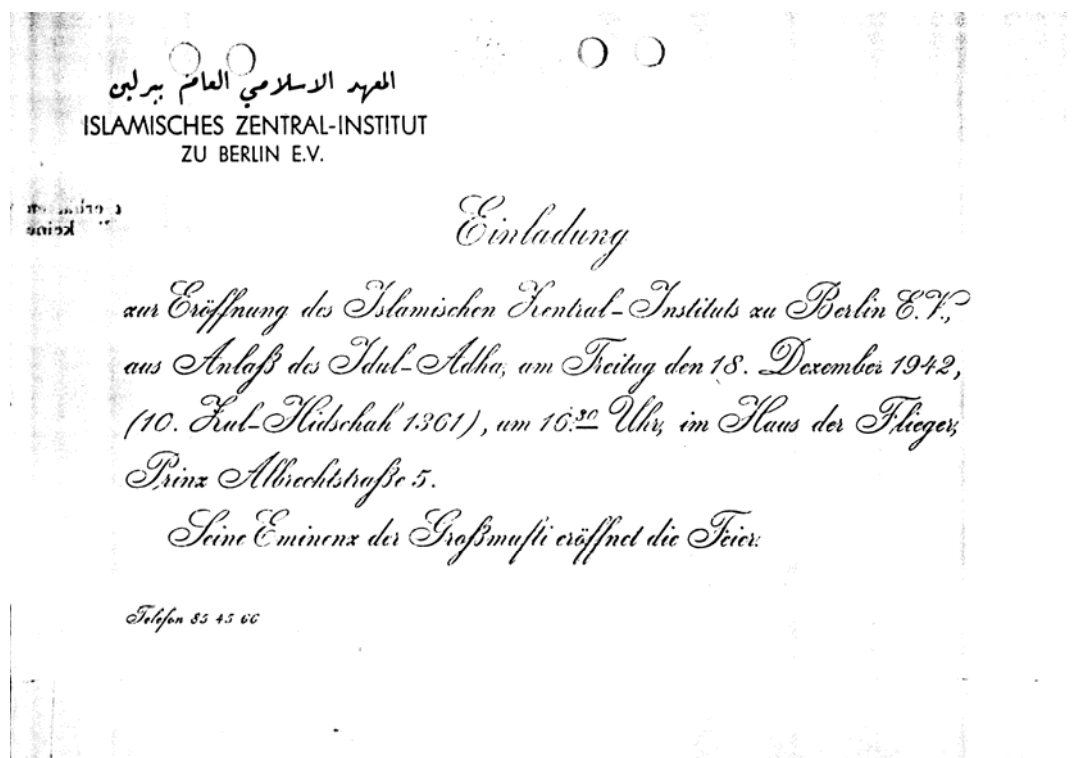 المعهد الاسلامي العام ببرلين
ISLAMISCHES ZENTRAL-INSTITUT
ZU BERLIN E.V.
keine
Einladung
zur Eröffnung des Islamischen Zentral-Instituts zu Berlin E.V.,
aus Anlaß des Idul-Adha, am Freitag den 18. Dezember 1942,
(10. Zul-Hidschah 1361), um 16.30 Uhr, im Haus der Flieger,
Prinz Albrechtstraße 5.
Seine Eminenz der Großmufti eröffnet die Feier.
Telefon 85 45 66